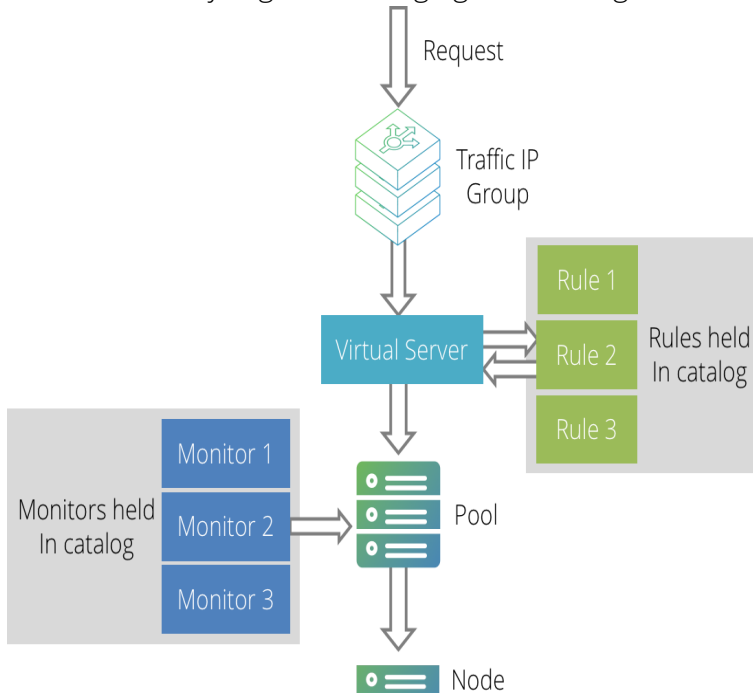 Request
Traffic IP
Group
Rule 1
Virtual Server
Rule 2
Rules held
In catalog
Rule 3
Monitor 1
Monitors held
In catalog
Monitor 2
Pool
Monitor 3
Node